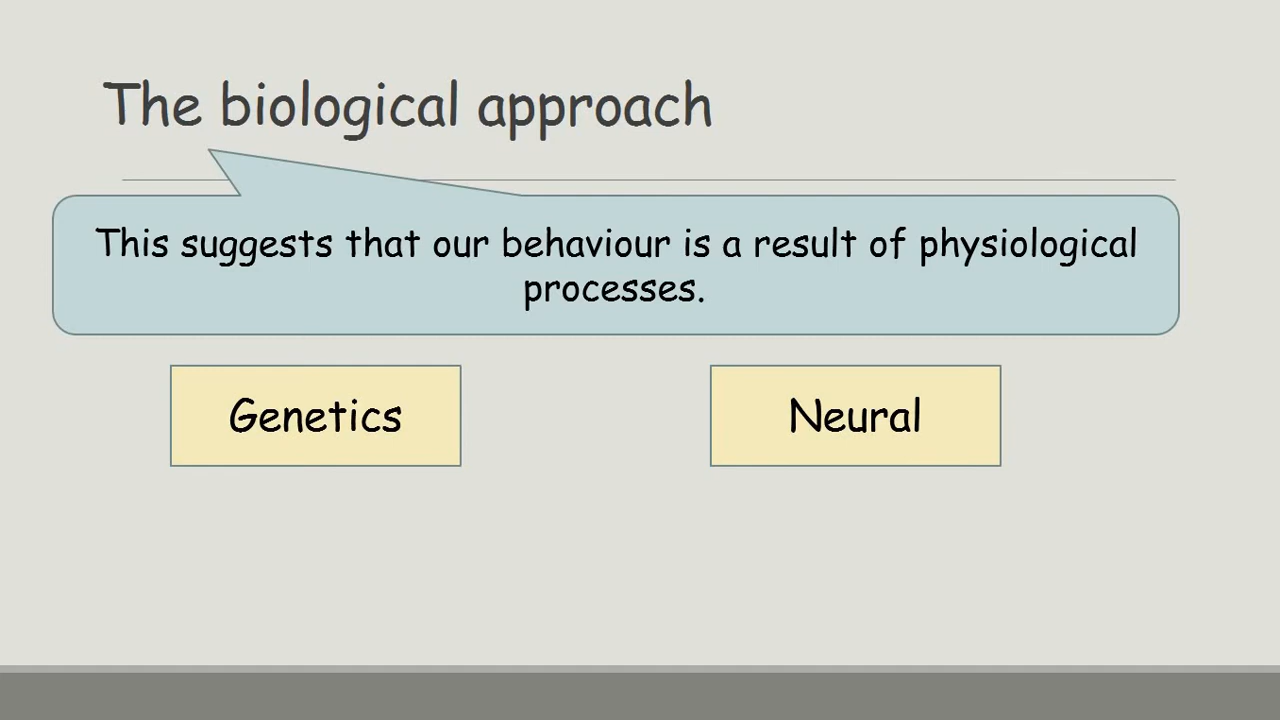 The biological approach
This suggests that our behaviour is a result of physiological
processes.
Genetics
Neural